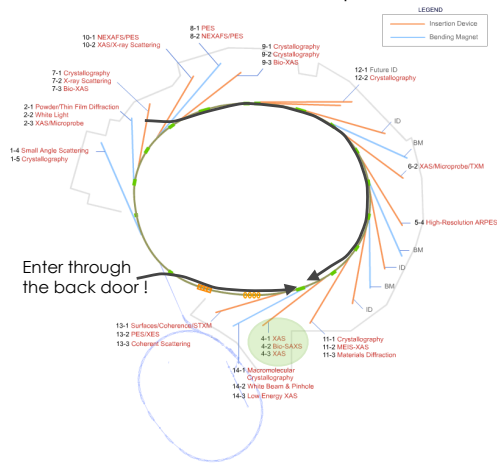 LEGEND
Insertion Device
Bending Magnet
8-1 PES
8-2 NEXAFS/PES
10-1 NEXAFS/PES
10-2 XAS/X-ray Scattering
9-1 Crystallography
9-2 Crystallography
9-3 Bio-XAS
12-1 Future ID
12-2 Crystallography
7-1 Crystallography
7-2 X-ray Scattering
7-3 Bio-XAS
2-1 Powder/Thin Film Diffraction
2-2 White Light
2-3 XAS/Microprobe
ID
BM
1-4 Small Angle Scattering
1-5 Crystallography
6-2 XAS/Microprobe/TXM
5-4 High-Resolution ARPES
BM
ID
ID
Enter through
the back door !
13-1 Surfaces/Coherence/STXM
13-2 PES/XES
13-3 Coherent Scattering
4-1 XAS
4-2 Bio-SAXS
4-3 XAS
11-1 Crystallography
11-2 MEIS-XAS
11-3 Materials Diffraction
14-1 Macromolecular
Crystallography
14-2 White Beam & Pinhole
14-3 Low Energy XAS